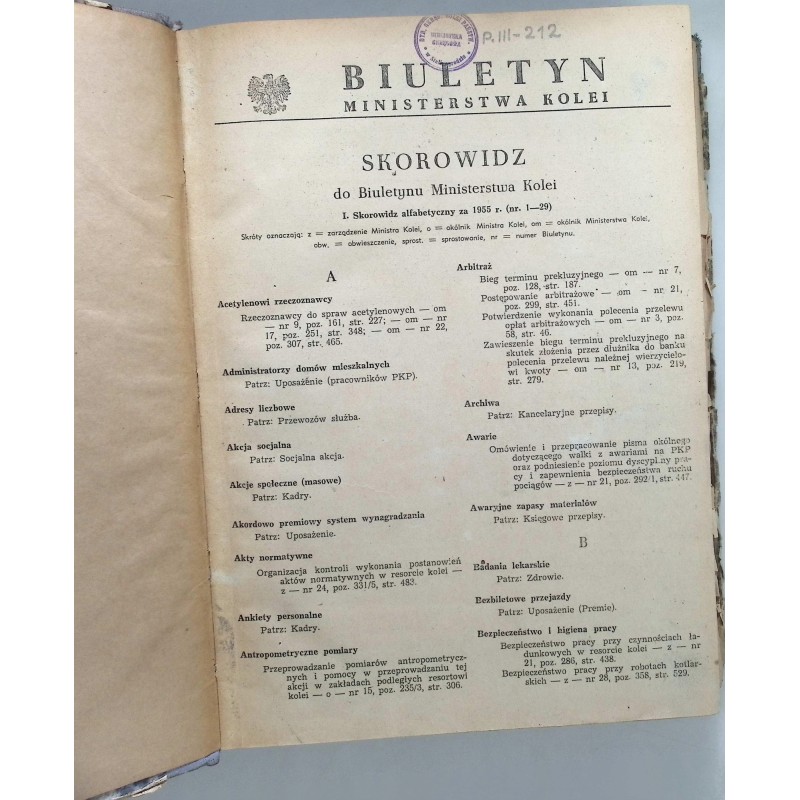 P.III-212
BIULETYN
MINISTERSTWA KOLEI
SKOROWIDZ
do Biuletynu Ministerstwa Kolei
I. Skorowidz alfabetyczny za 1955 r. (nr. 1—29)
Skróty oznaczają: z = zarządzenie Ministra Kolei, o = okólnik Ministra Kolei, om = okólnik Ministerstwa Kolei,
obw. = obwieszczenie, sprost. = sprostowanie, nr = numer Biuletynu.
A
Acetylenowi rzeczoznawcy
Rzeczoznawcy do spraw acetylenowych — om
— nr 9, poz. 161, str. 227; — om — nr
17, poz. 251, str. 348; — om — nr 22,
poz. 307, str. 465.
Administratorzy domów mieszkalnych
Patrz: Uposażenie (pracowników PKP).
Adresy liczbowe
Patrz: Przewozów służba.
Akcja socjalna
Patrz: Socjalna akcja.
Akcje społeczne (masowe)
Patrz: Kadry.
Akordowo premiowy system wynagradzania
Patrz: Uposażenie.
Akty normatywne
Organizacja kontroli wykonania postanowień
aktów normatywnych w resorcie kolei —
z — nr 24, poz. 331/5, str. 483.
Ankiety personalne
Patrz: Kadry.
Antropometryczne pomiary
Przeprowadzanie pomiarów antropometrycz-
nych i pomocy w przeprowadzaniu tej
akcji w zakładach podległych resortowi
kolei — o — nr 15, poz. 235/3, str. 306.
Arbitraż
Bieg terminu prekluzyjnego — om — nr 7,
poz. 128, str. 187.
Postępowanie arbitrażowe — om — nr 21,
poz. 299, str. 451.
Potwierdzenie wykonania polecenia przelewu
opłat arbitrażowych — om — nr 3, poz.
58, str. 46.
Zawieszenie biegu terminu prekluzyjnego na
skutek złożenia przez dłużnika do banku
polecenia przelewu należnej wierzycielo-
wi kwoty — om — nr 13, poz. 219,
str. 279.
Archiwa
Patrz: Kancelaryjne przepisy.
Awarie
Omówienie i przepracowanie pisma okólnego
dotyczącego walki z awariami na PKP
oraz podniesienie poziomu dyscypliny pra-
cy i zapewnienia bezpieczeństwa ruchu
pociągów — z — nr 21, poz. 292/1, str. 447.
Awaryjne zapasy materiałów
Patrz: Księgowe przepisy.
B
Badania lekarskie
Patrz: Zdrowie.
Bezbiletowe przejazdy
Patrz: Uposażenie (Premie).
Bezpieczeństwo i higiena pracy
Bezpieczeństwo pracy przy czynnościach ła-
dunkowych w resorcie kolei — z — nr
21, poz. 286, str. 438.
Bezpieczeństwo pracy przy robotach kotlar-
skich — z — nr 28, poz. 358, str. 529.